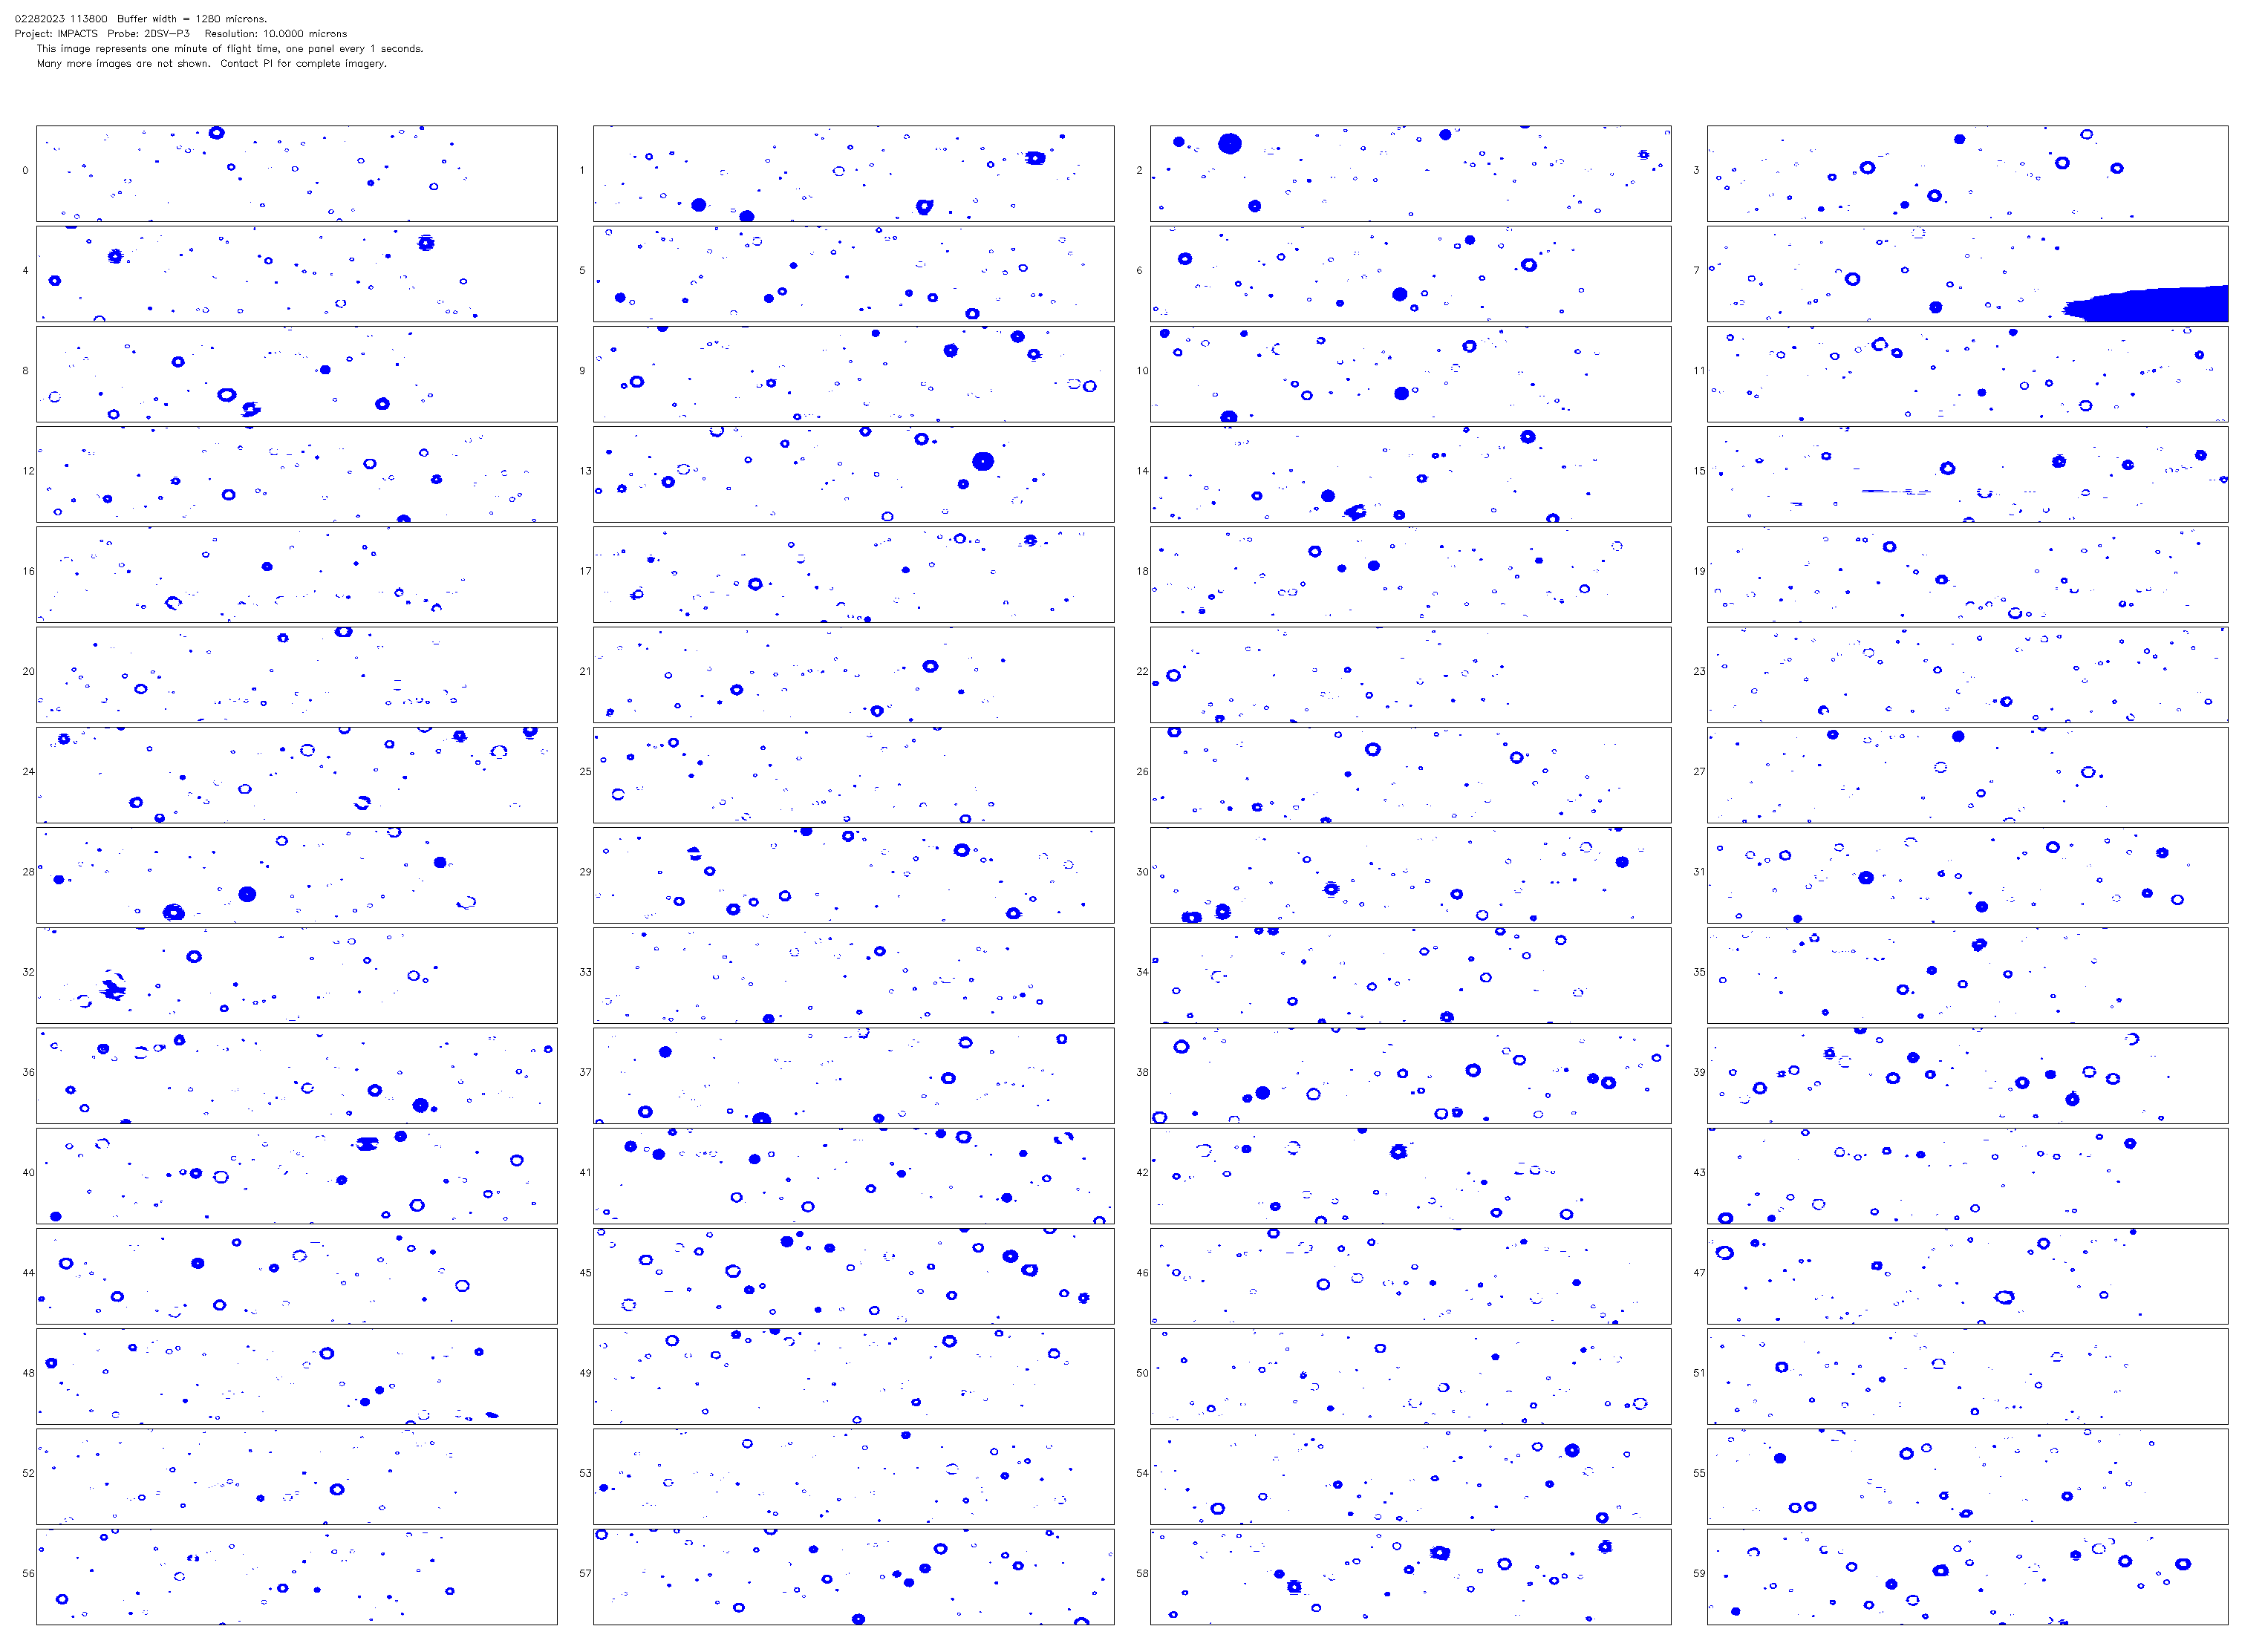 02282023 113800  Buffer width = 1280 microns.
Project: IMPACTS  Probe: 2DSV-P3    Resolution: 10.0000 microns
This image represents one minute of flight time, one panel every 1 seconds.
Many more images are not shown.  Contact PI for complete imagery.
0 1 2 3
4 5 6 7
8 9 10 11
12 13 14 15
16 17 18 19
20 21 22 23
24 25 26 27
28 29 30 31
32 33 34 35
36 37 38 39
40 41 42 43
44 45 46 47
48 49 50 51
52 53 54 55
56 57 58 59